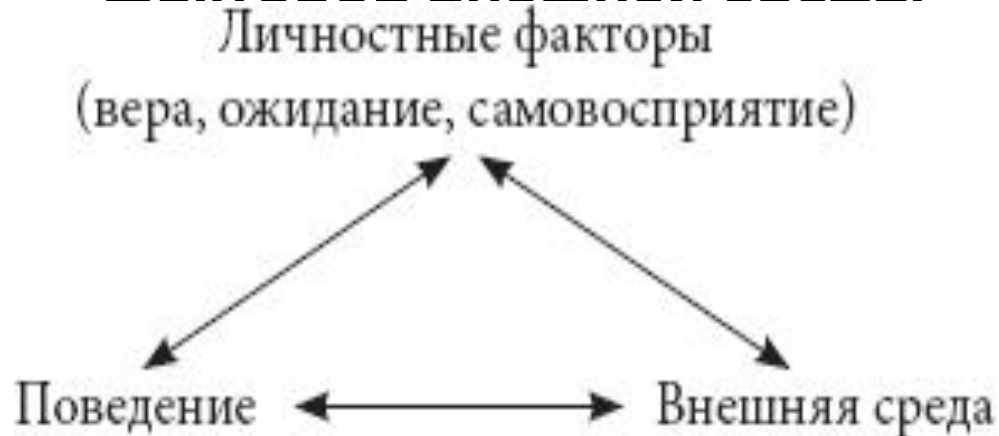 Личностные факторы
(вера, ожидание, самовосприятие)
Поведение
Внешняя среда